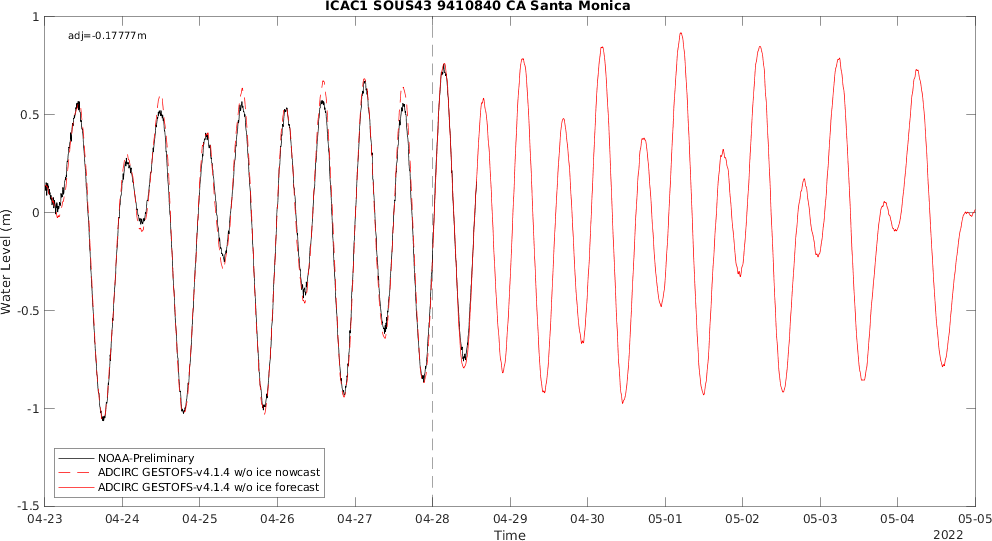 ICAC1 SOUS43 9410840 CA Santa Monica
adj=-0.17777m
1
0.5
0
-0.5
-1
-1.5
Water Level (m)
NOAA-Preliminary
ADCIRC GESTOFS-v4.1.4 w/o ice nowcast
ADCIRC GESTOFS-v4.1.4 w/o ice forecast
04-23 04-24 04-25 04-26 04-27 04-28 04-29 04-30 05-01 05-02 05-03 05-04 05-05
Time
2022